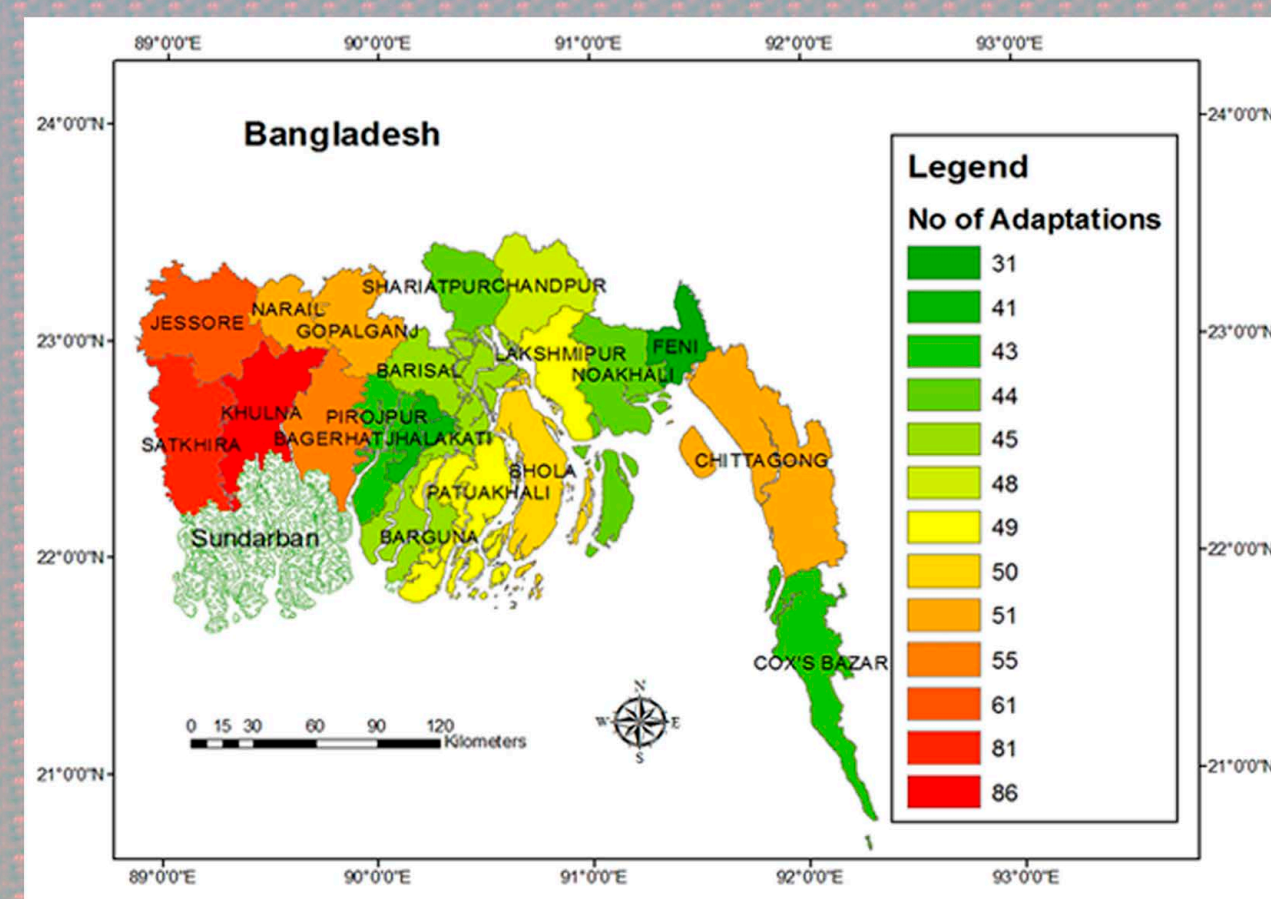 89°0'0"E 90°0'0"E 91°0'0"E 92°0'0"E 93°0'0"E
24°0'0"N
24°0'0"N
Bangladesh
Legend
No of Adaptations
31
41
43
44
45
48
49
50
51
55
61
81
86
SHARIATPUR CHANDPUR
NARAIL
JESSORE
GOPALGANJ
23°0'0"N
23°0'0"N
FENI
LAKSHMIPUR
BARISAL
NOAKHALI
KHULNA
PIROJPUR
SATKHIRA
BAGERHAT JHALAKATI
CHITTAGONG
BHOLA
PATUAKHALI
Sundarban
BARGUNA
22°0'0"N
22°0'0"N
COX'S BAZAR
N
W E
S
0 15 30 60 90 120
Kilometers
21°0'0"N
21°0'0"N
89°0'0"E 90°0'0"E 91°0'0"E 92°0'0"E 93°0'0"E